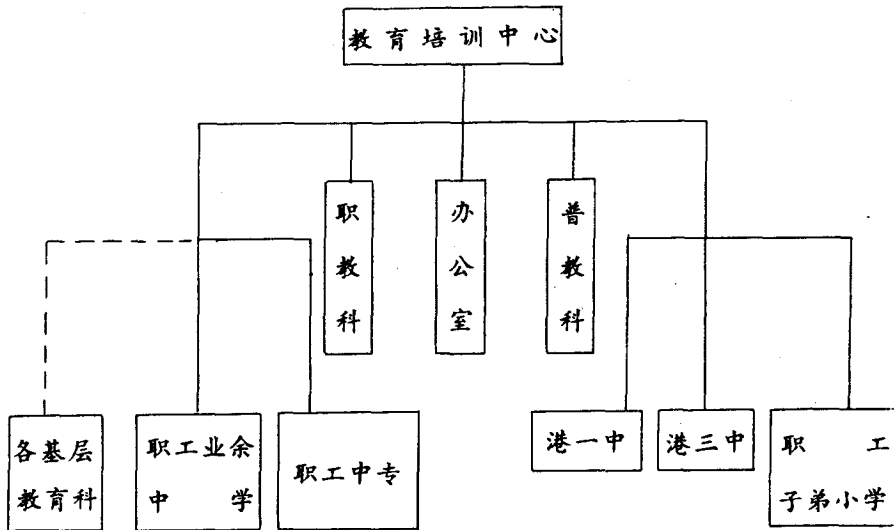 教育培训中心
职教科
办公室
普教科
各基层
教育科
职工业余
中学
职工中专
港一中
港三中
职工
子弟小学